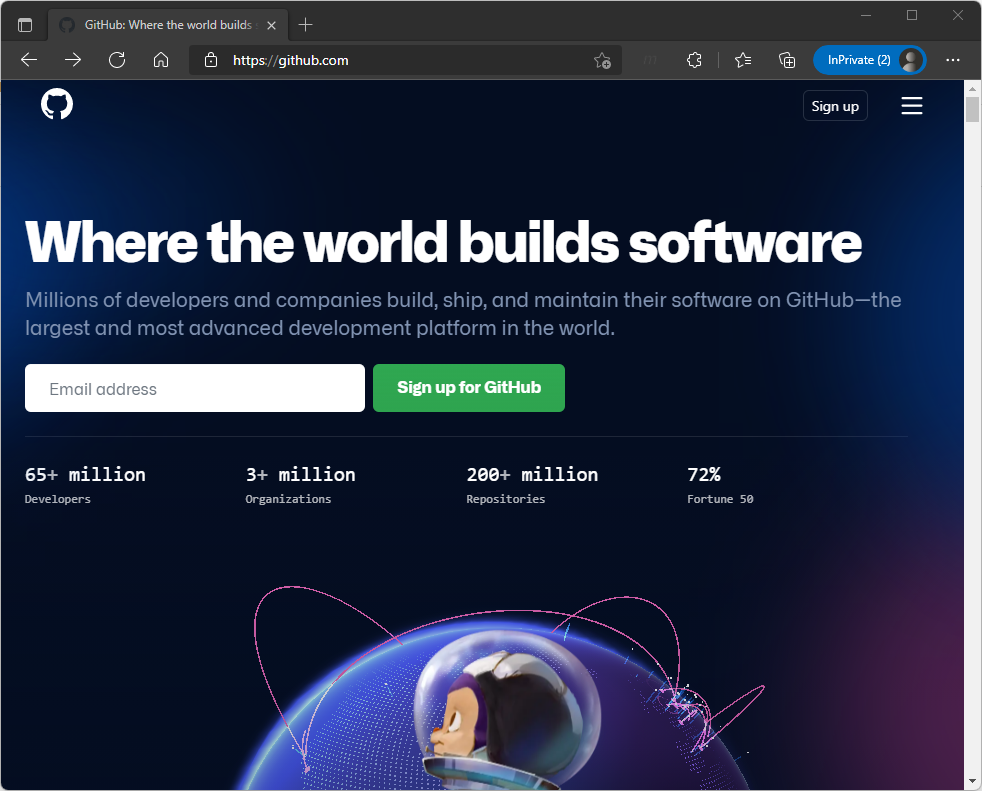 GitHub: Where the world builds
https://github.com
InPrivate (2)
Sign up
Where the world builds software
Millions of developers and companies build, ship, and maintain their software on GitHub—the
largest and most advanced development platform in the world.
Email address
Sign up for GitHub
65+ million
Developers
3+ million
Organizations
200+ million
Repositories
72%
Fortune 50